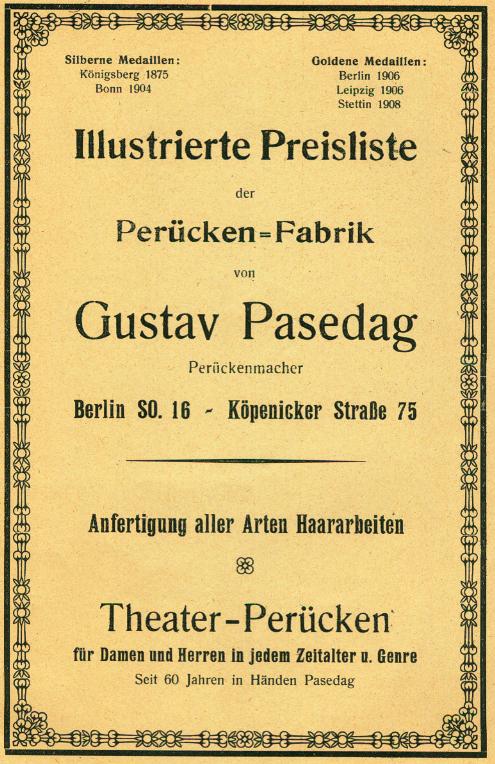 Silberne Medaillen:
Königsberg 1875
Bonn 1904
Goldene Medaillen:
Berlin 1906
Leipzig 1906
Stettin 1908
Illustrierte Preisliste
der
Perücken=Fabrik
von
Gustav Pasedag
Perückenmacher
Berlin SO. 16 - Köpenicker Straße 75
Anfertigung aller Arten Haararbeiten
Theater-Perücken
für Damen und Herren in jedem Zeitalter u. Genre
Seit 60 Jahren in Händen Pasedag